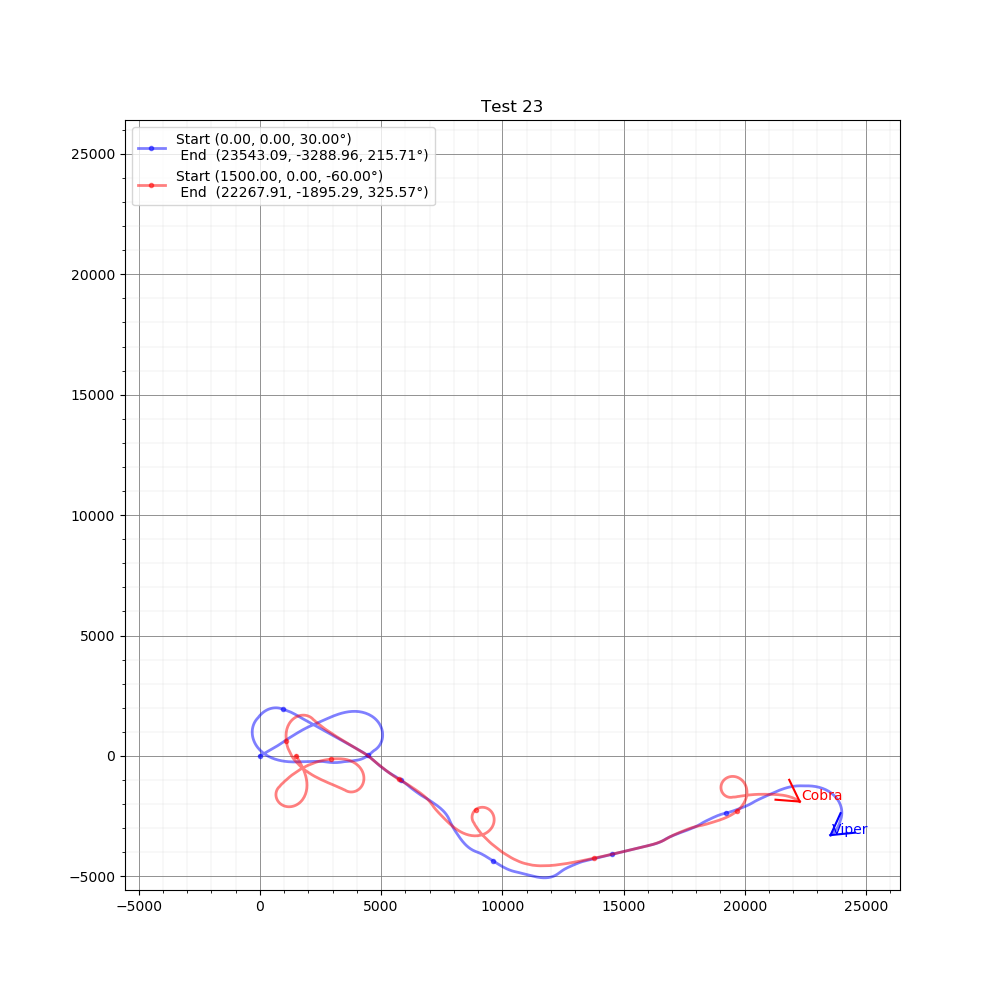 Test 23
Start (0.00, 0.00, 30.00°)
End (23543.09, -3288.96, 215.71°)
Start (1500.00, 0.00, -60.00°)
End (22267.91, -1895.29, 325.57°)
25000
20000
15000
10000
5000
0
−5000
Cobra
Viper
−5000 0 5000 10000 15000 20000 25000